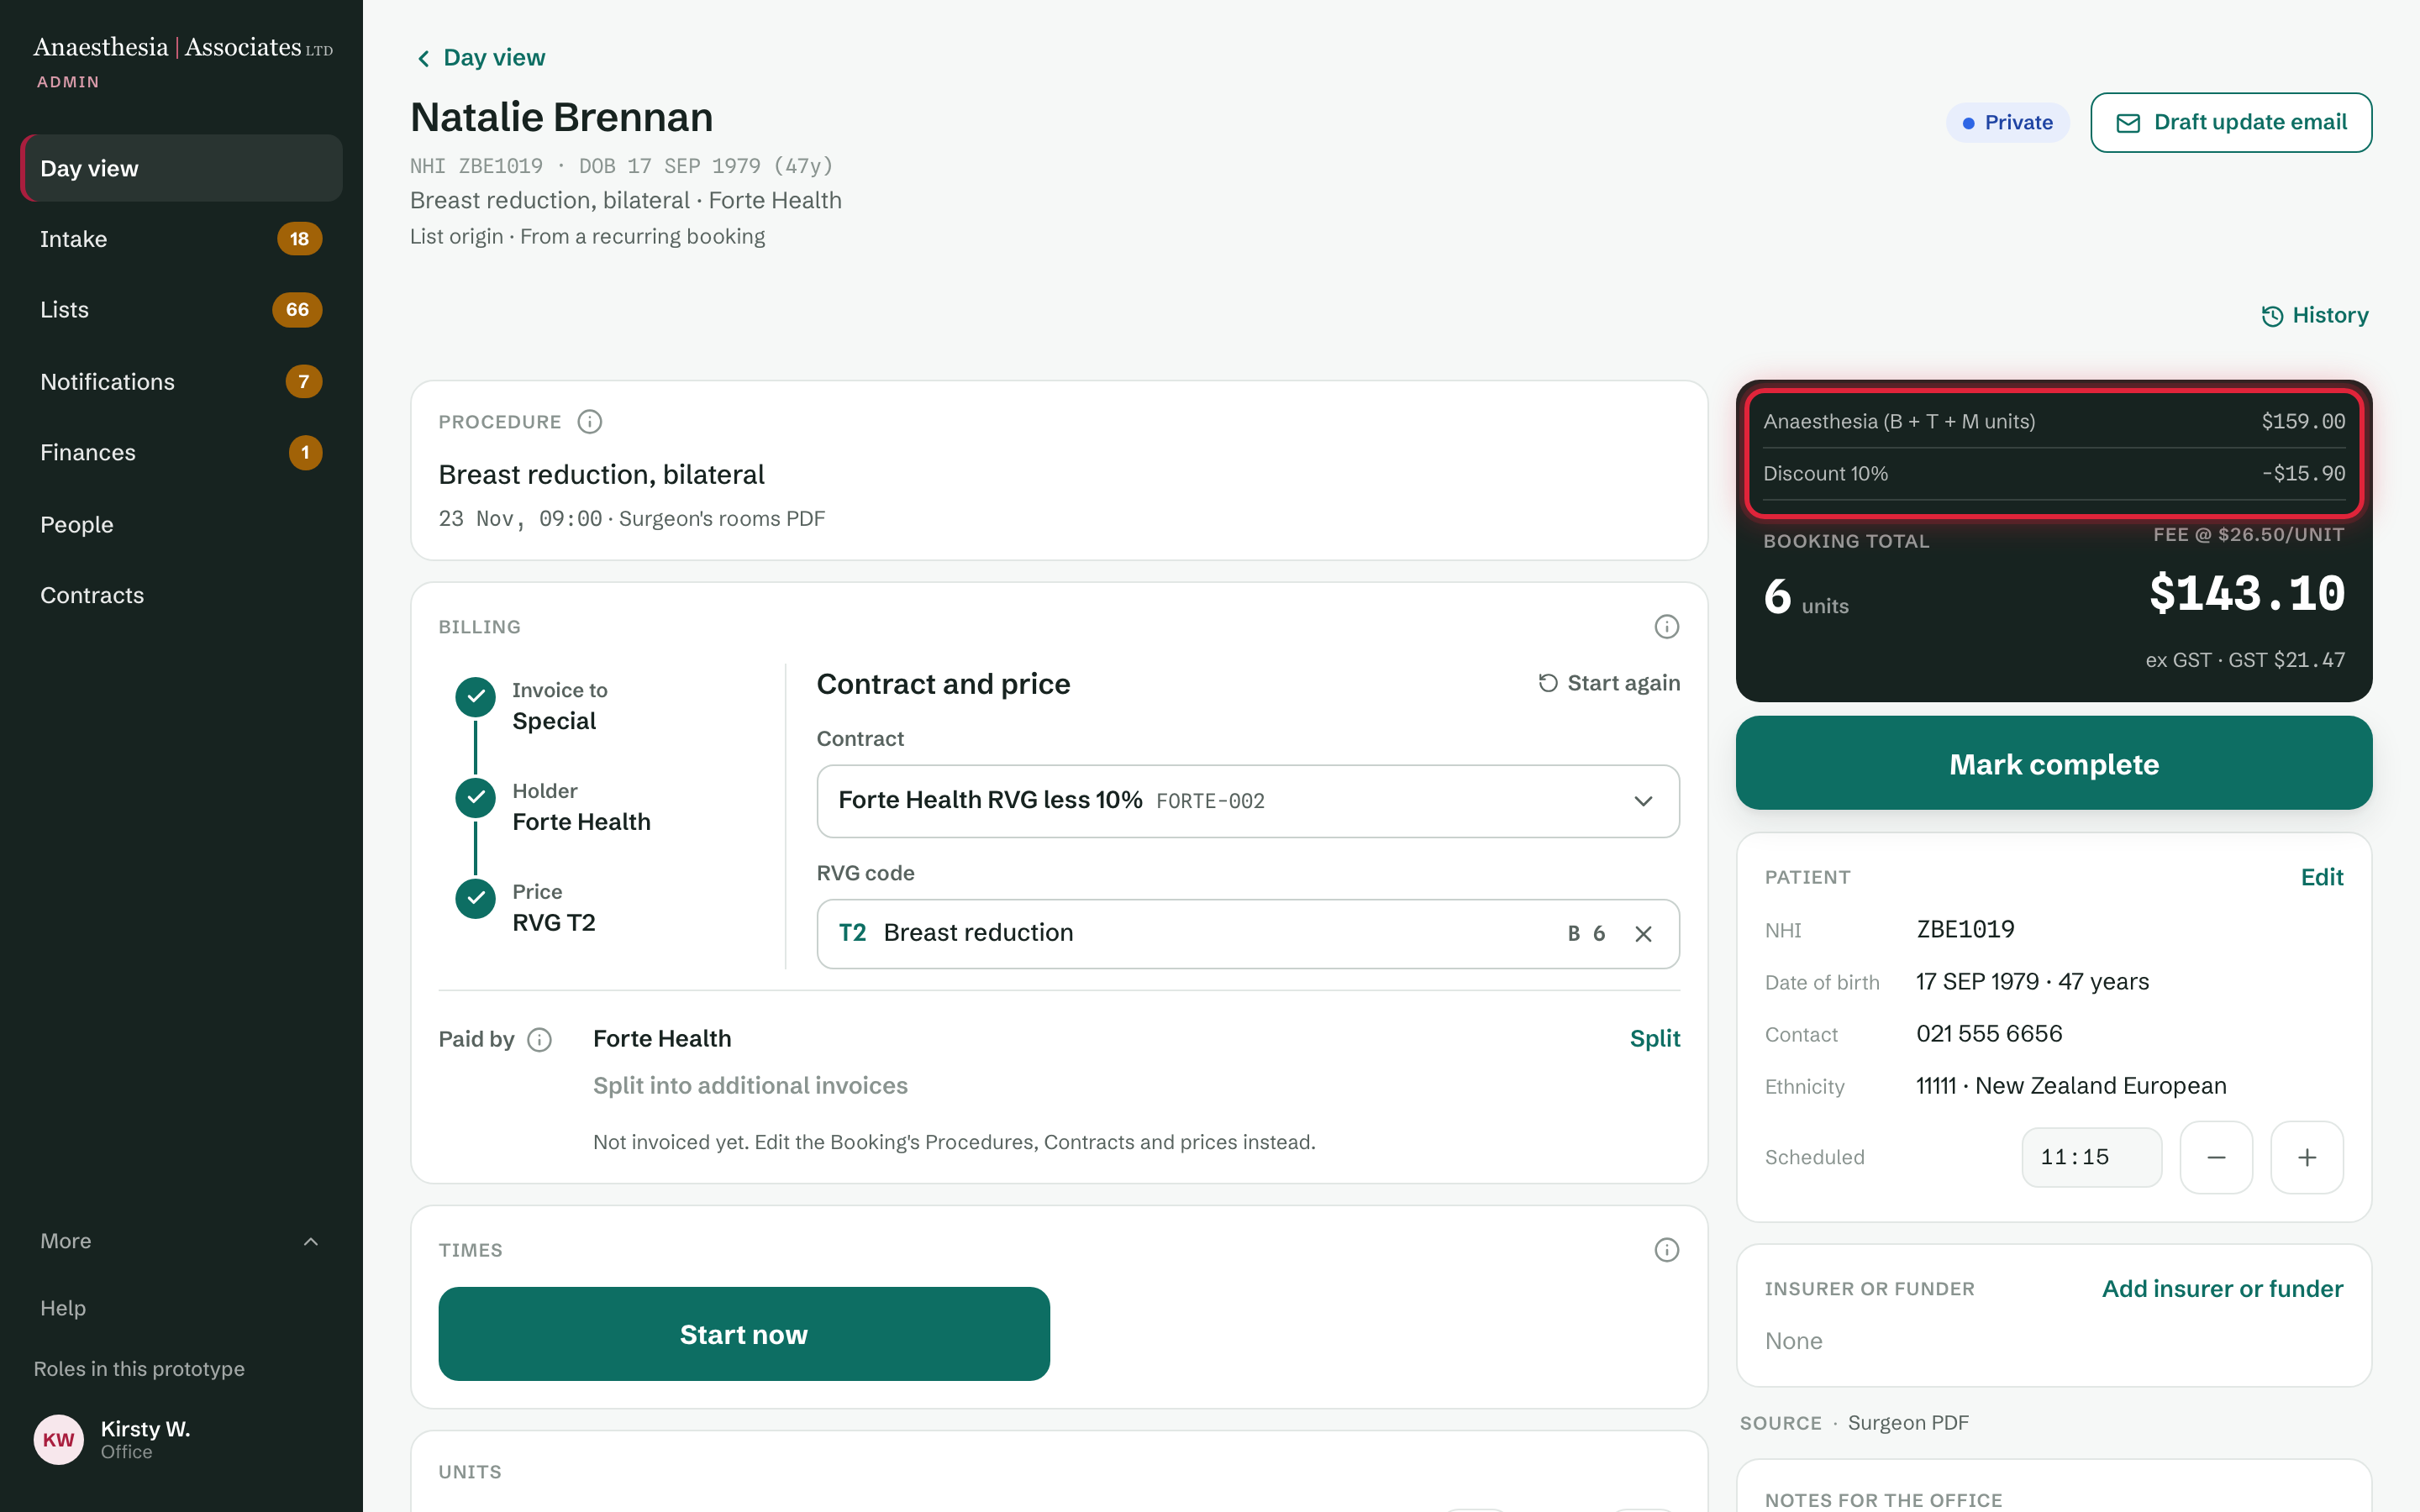 Anaesthesia | Associates LTD
ADMIN
Day view
Intake 18
Lists 66
Notifications 7
Finances 1
People
Contracts
More
Help
Roles in this prototype
KW
Kirsty W.
Office
Day view
Natalie Brennan
NHI ZBE1019 · DOB 17 SEP 1979 (47y)
Breast reduction, bilateral · Forte Health
List origin · From a recurring booking
Private
Draft update email
History
PROCEDURE
Breast reduction, bilateral
23 Nov, 09:00 · Surgeon's rooms PDF
BILLING
Invoice to
Special
Holder
Forte Health
Price
RVG T2
Contract and price
Start again
Contract
Forte Health RVG less 10% FORTE-002
RVG code
T2 Breast reduction B 6
Paid by
Forte Health
Split
Split into additional invoices
Not invoiced yet. Edit the Booking's Procedures, Contracts and prices instead.
TIMES
Start now
UNITS
Anaesthesia (B + T + M units) $159.00
Discount 10% -$15.90
BOOKING TOTAL
FEE @ $26.50/UNIT
6 units
$143.10
ex GST · GST $21.47
Mark complete
PATIENT
Edit
NHI ZBE1019
Date of birth 17 SEP 1979 · 47 years
Contact 021 555 6656
Ethnicity 11111 · New Zealand European
Scheduled 11:15
INSURER OR FUNDER
Add insurer or funder
None
SOURCE · Surgeon PDF
NOTES FOR THE OFFICE